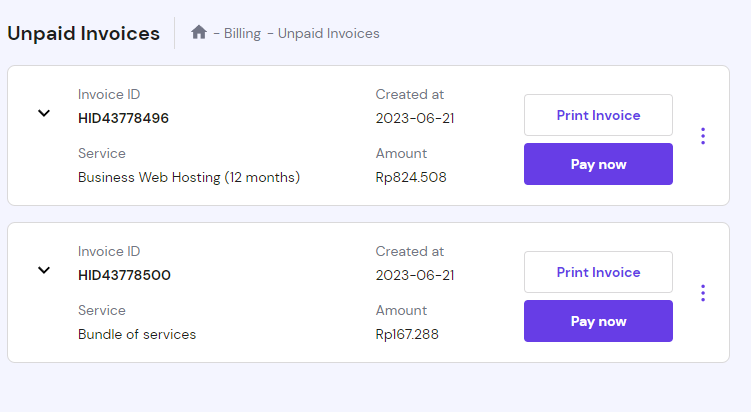 Unpaid Invoices
- Billing - Unpaid Invoices
Invoice ID
HID43778496
Created at
2023-06-21
Print Invoice
Service
Business Web Hosting (12 months)
Amount
Rp824.508
Pay now
Invoice ID
HID43778500
Created at
2023-06-21
Print Invoice
Service
Bundle of services
Amount
Rp167.288
Pay now